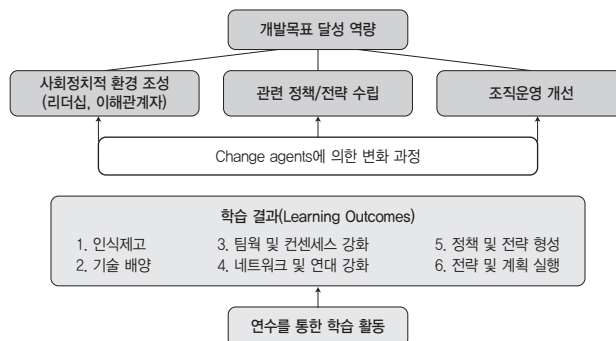 개발목표 달성 역량
사회정치적 환경 조성
(리더십, 이해관계자)
관련 정책/전략 수립
조직운영 개선
Change agents에 의한 변화 과정
학습 결과(Learning Outcomes)
1. 인식제고
3. 팀웍 및 컨센세스 강화
5. 정책 및 전략 형성
2. 기술 배양
4. 네트워크 및 연대 강화
6. 전략 및 계획 실행
연수를 통한 학습 활동